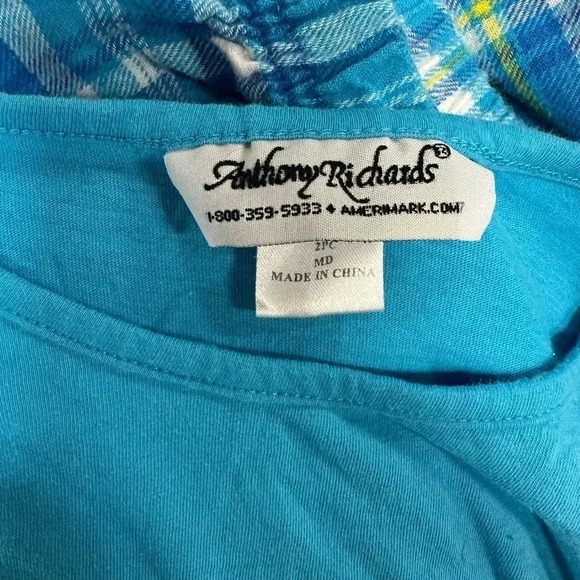 Anthony Richards®
1-800-359-5933 ♦ AMERIMARK.COM
2PC
MD
MADE IN CHINA